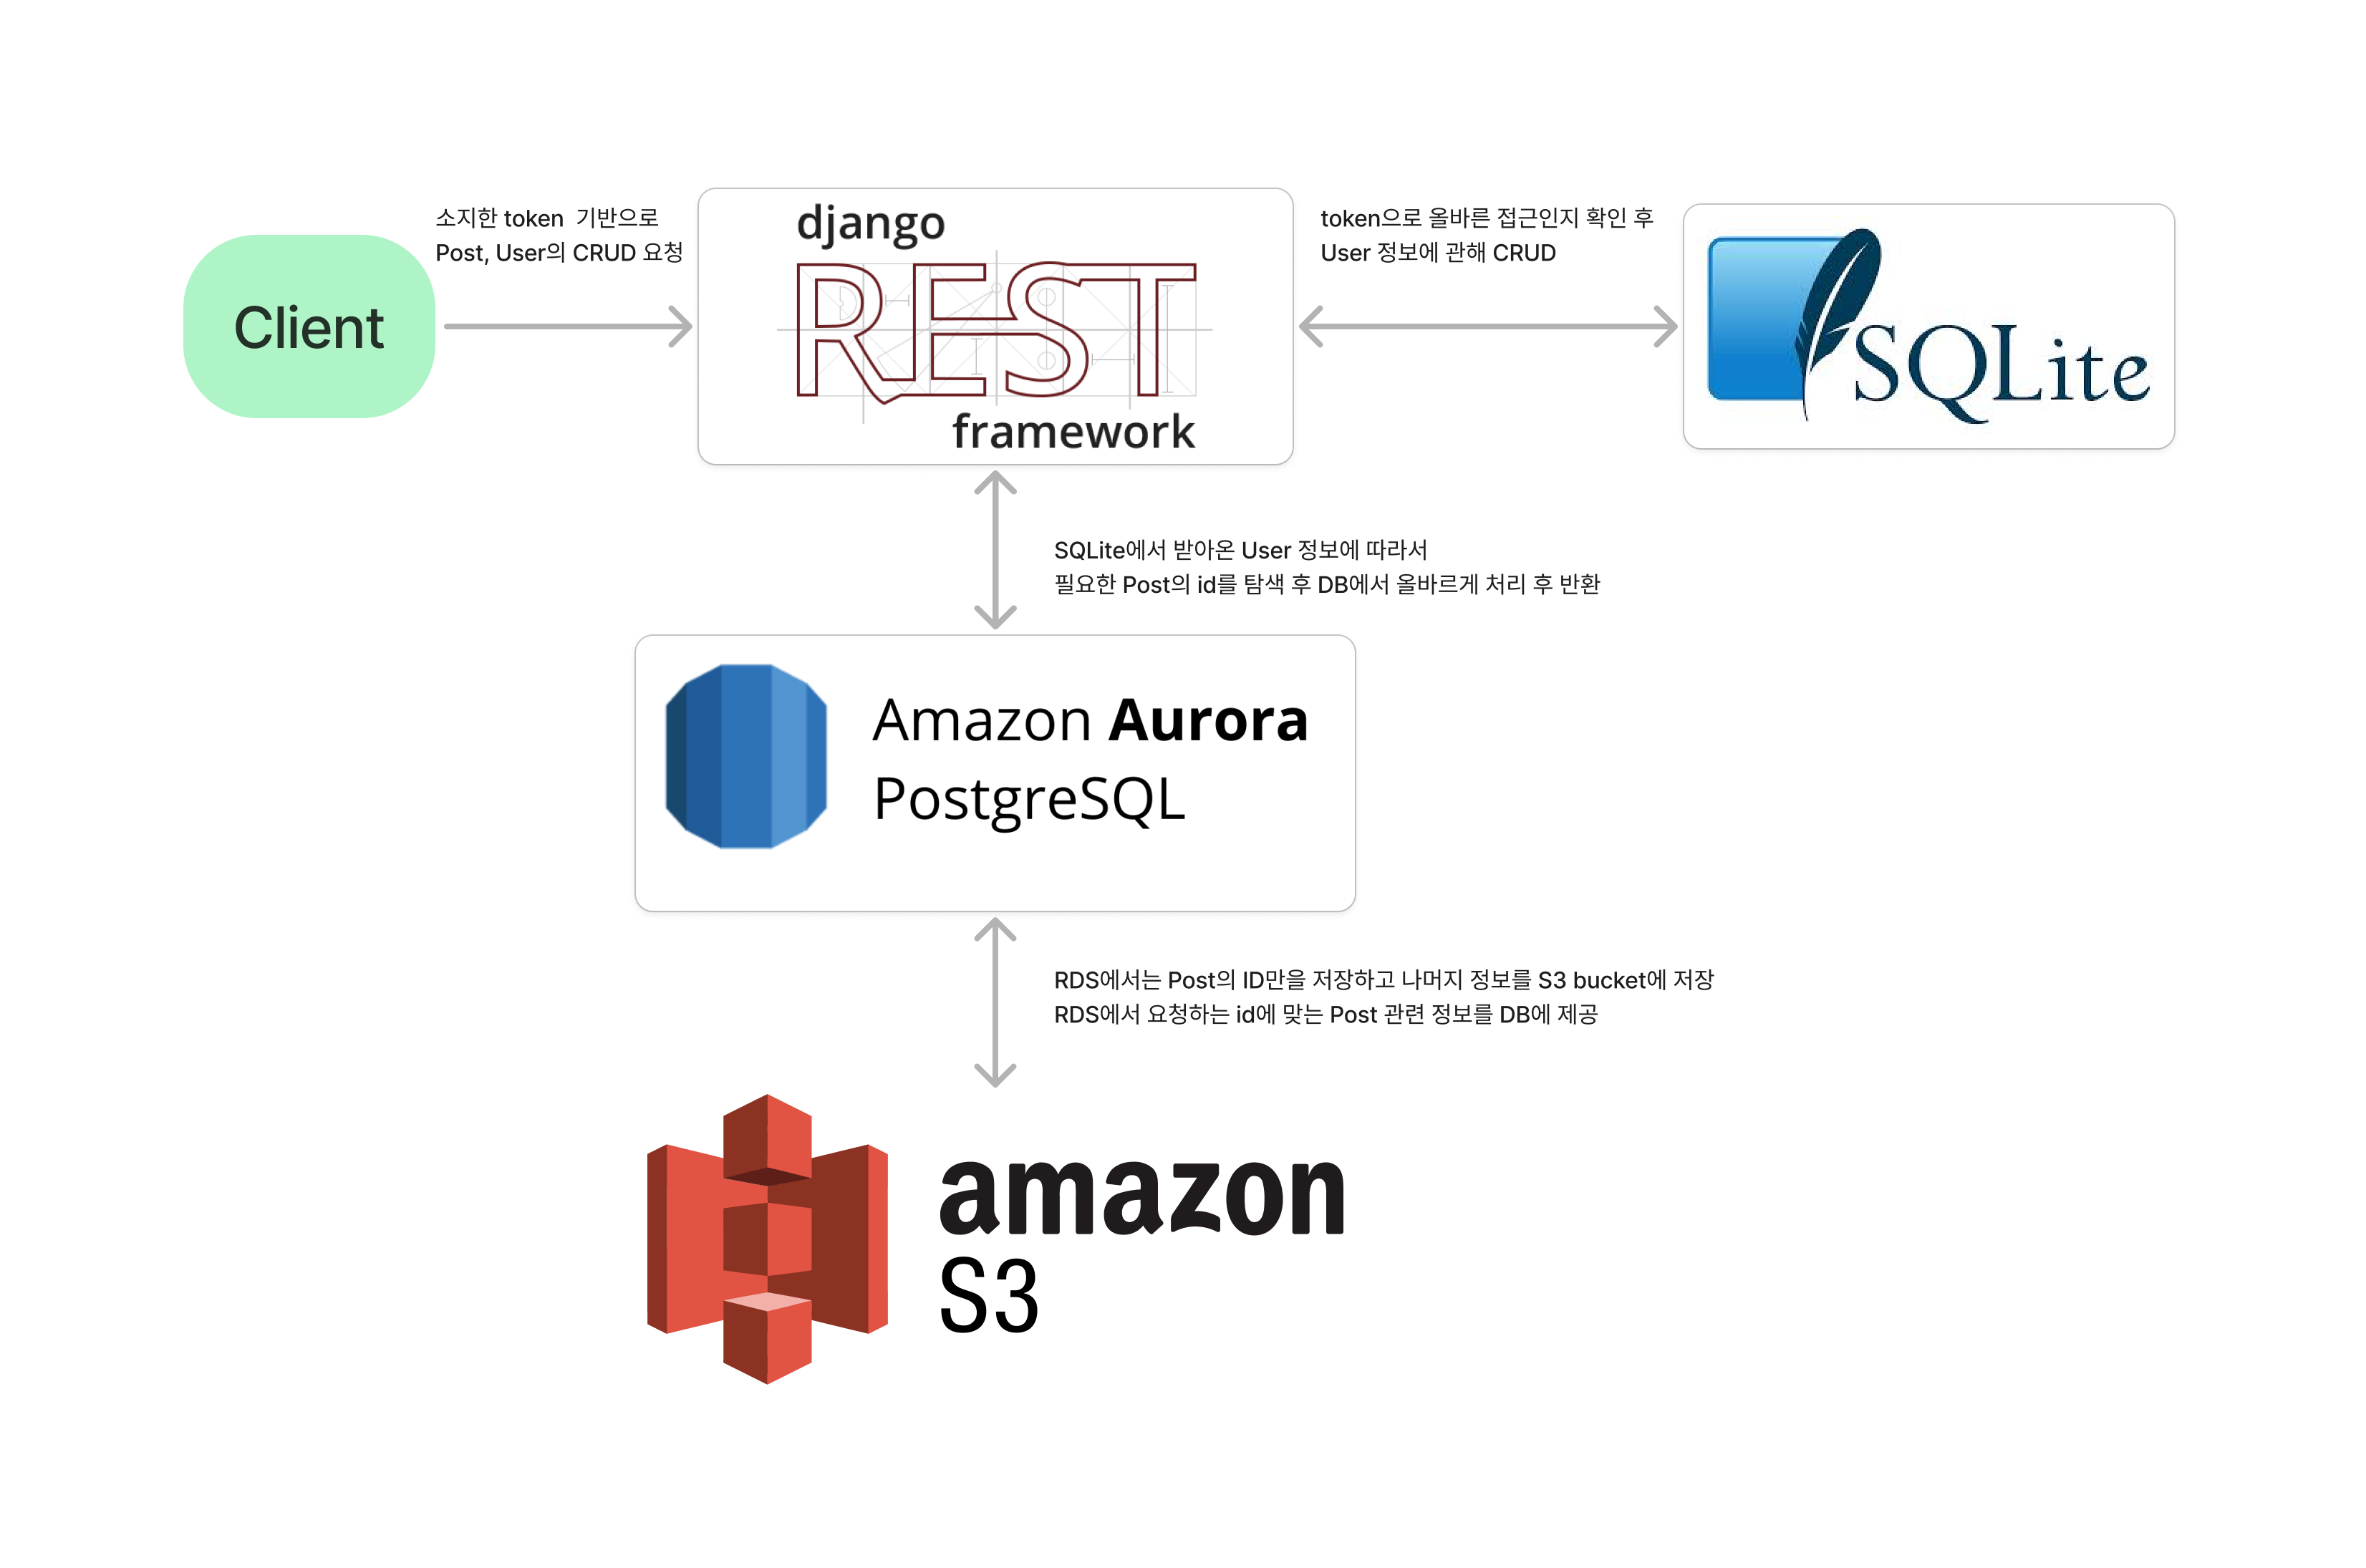 소지한 token 기반으로
Post, User의 CRUD 요청
Client
django
REST
framework
token으로 올바른 접근인지 확인 후
User 정보에 관해 CRUD
SQLite
SQLite에서 받아온 User 정보에 따라서
필요한 Post의 id를 탐색 후 DB에서 올바르게 처리 후 반환
Amazon Aurora
PostgreSQL
RDS에서는 Post의 ID만을 저장하고 나머지 정보를 S3 bucket에 저장
RDS에서 요청하는 id에 맞는 Post 관련 정보를 DB에 제공
amazon
S3